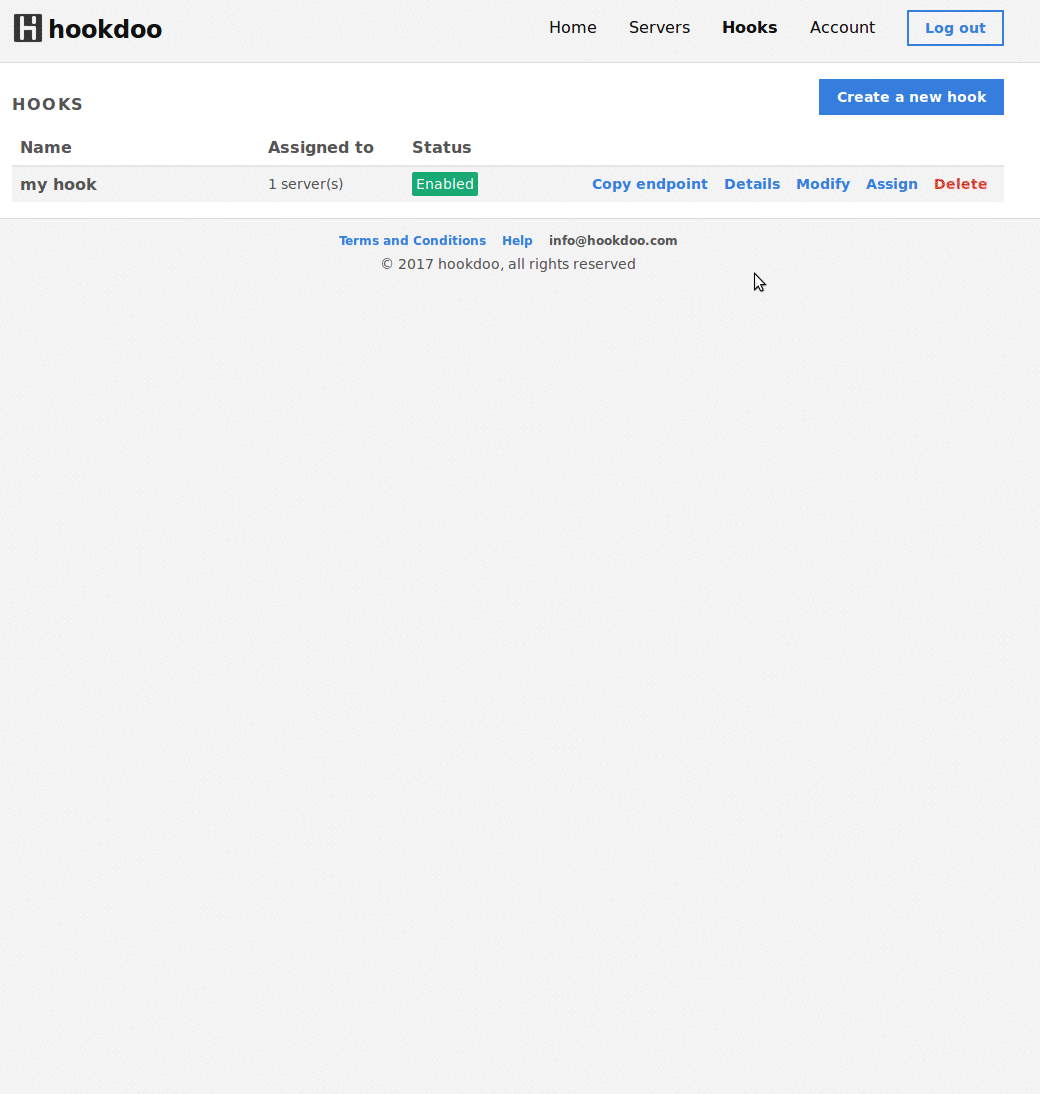 hookdoo Home Servers Hooks Account Log out
HOOKS Create a new hook
Name Assigned to Status
my hook 1 server(s) Enabled Copy endpoint Details Modify Assign Delete
Terms and Conditions Help info@hookdoo.com
© 2017 hookdoo, all rights reserved